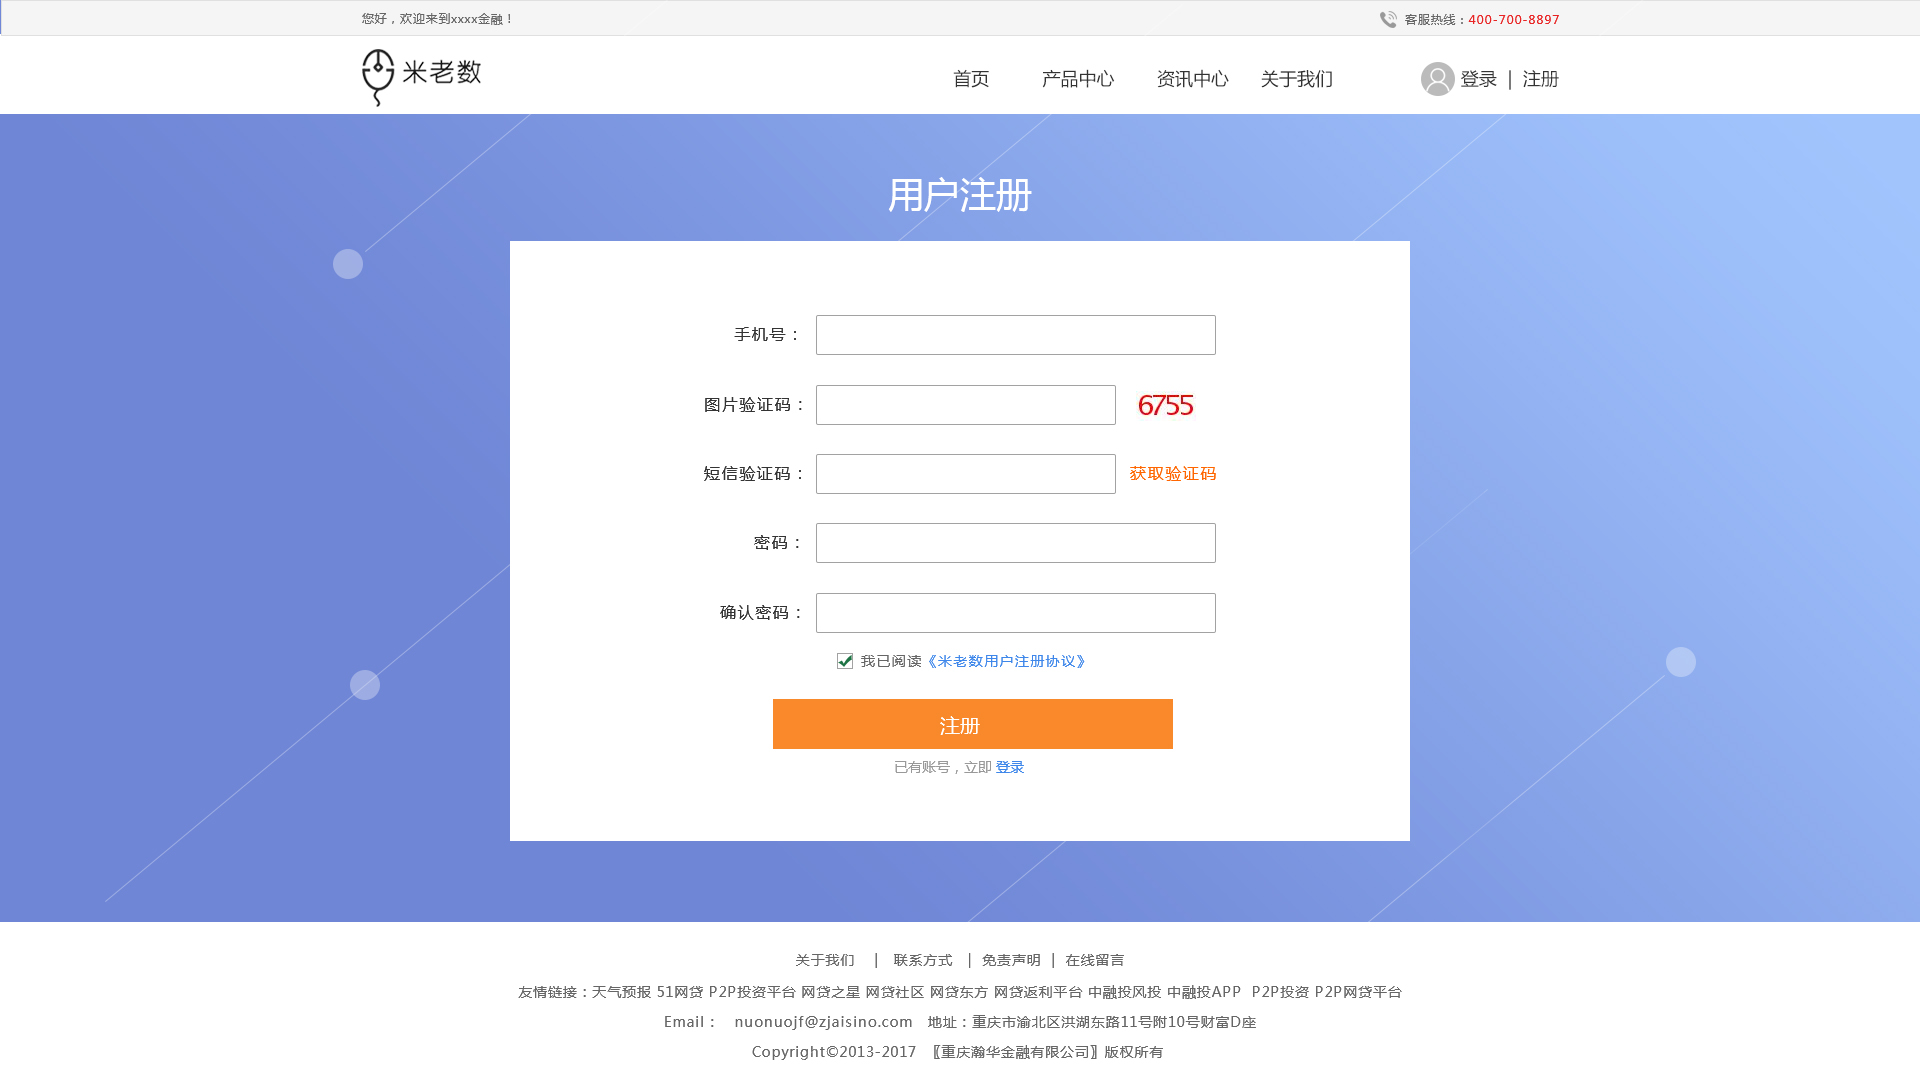 您好，欢迎来到xxxx金融！
客服热线：400-700-8897
米老数
首页 产品中心 资讯中心 关于我们 登录 | 注册
用户注册
手机号：
图片验证码： 6755
短信验证码： 获取验证码
密码：
确认密码：
我已阅读《米老数用户注册协议》
注册
已有账号，立即 登录
关于我们 | 联系方式 | 免责声明 | 在线留言
友情链接：天气预报 51网贷 P2P投资平台 网贷之星 网贷社区 网贷东方 网贷返利平台 中融投风投 中融投APP P2P投资 P2P网贷平台
Email： nuonuojf@zjaisino.com 地址：重庆市渝北区洪湖东路11号附10号财富D座
Copyright©2013-2017 〖重庆瀚华金融有限公司〗版权所有